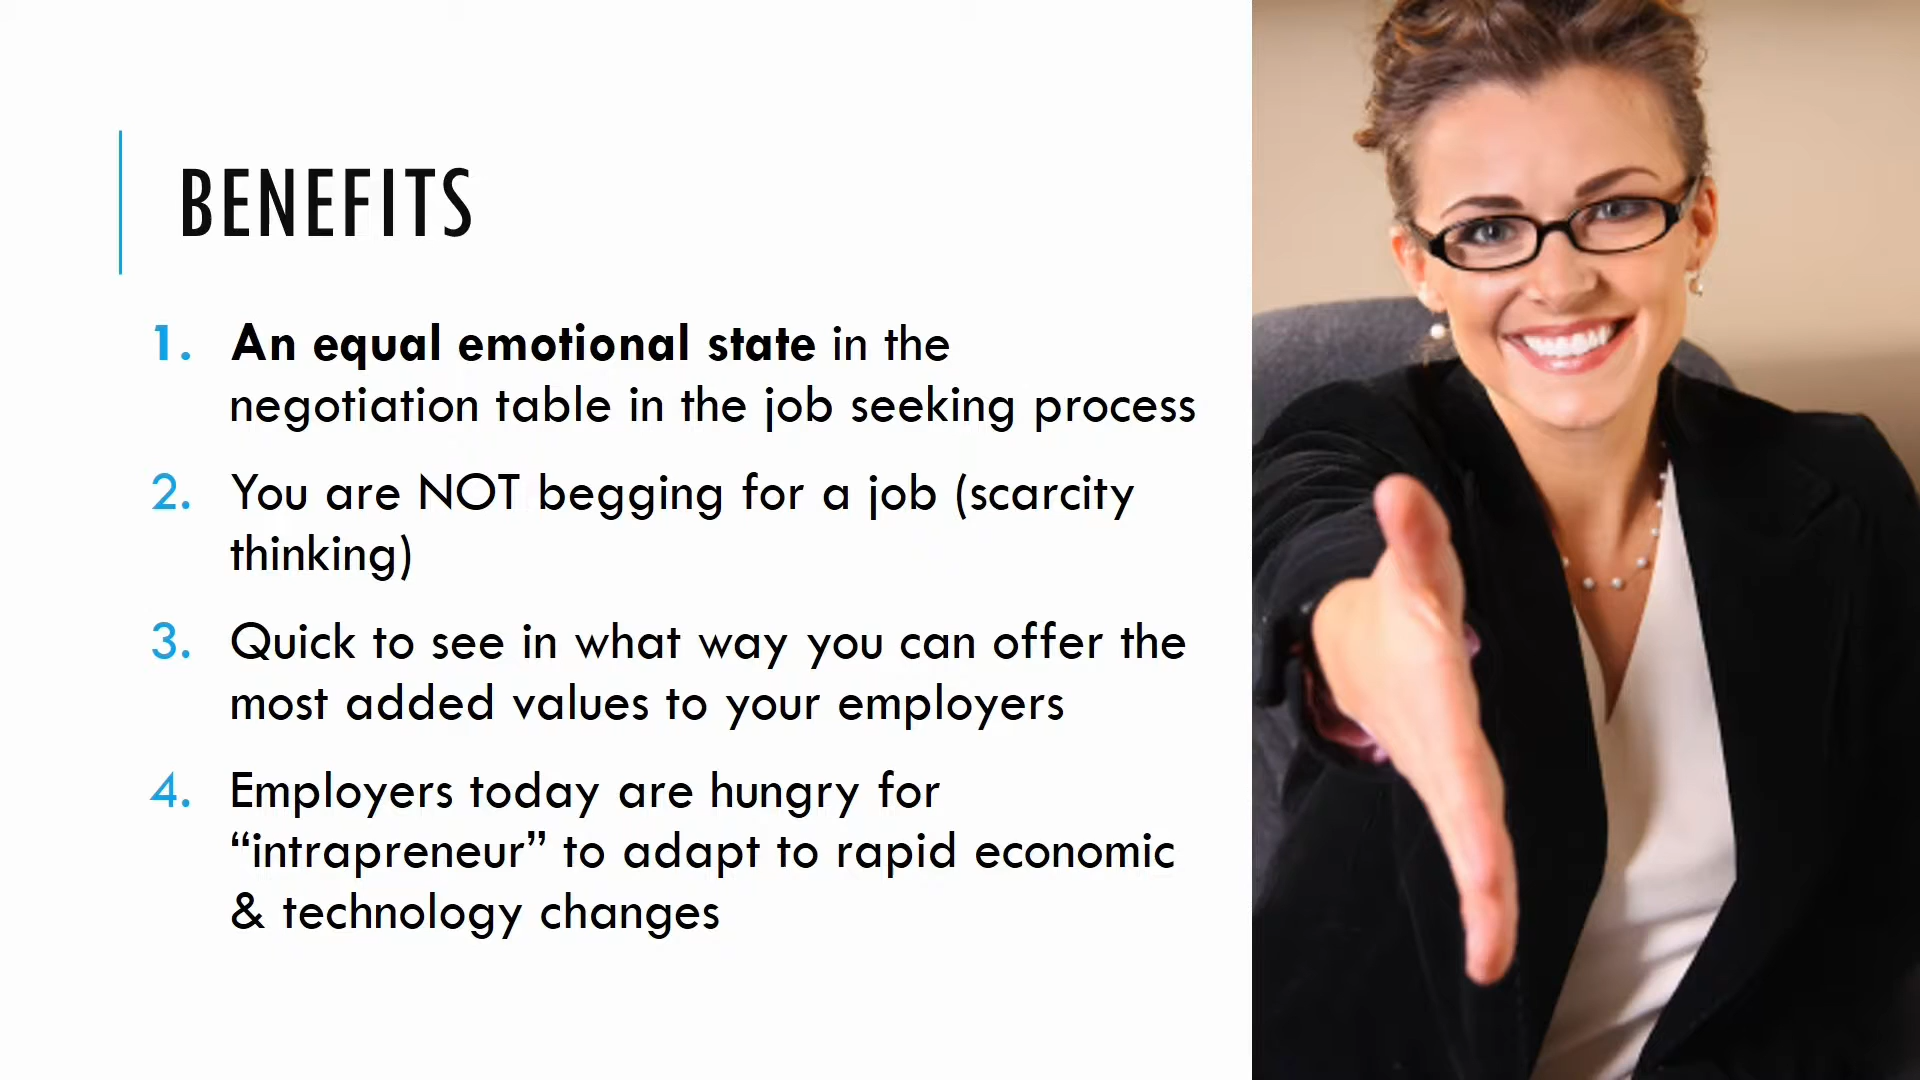 BENEFITS
1. An equal emotional state in the
negotiation table in the job seeking process
2. You are NOT begging for a job (scarcity
thinking)
3. Quick to see in what way you can offer the
most added values to your employers
4. Employers today are hungry for
“intrapreneur” to adapt to rapid economic
& technology changes